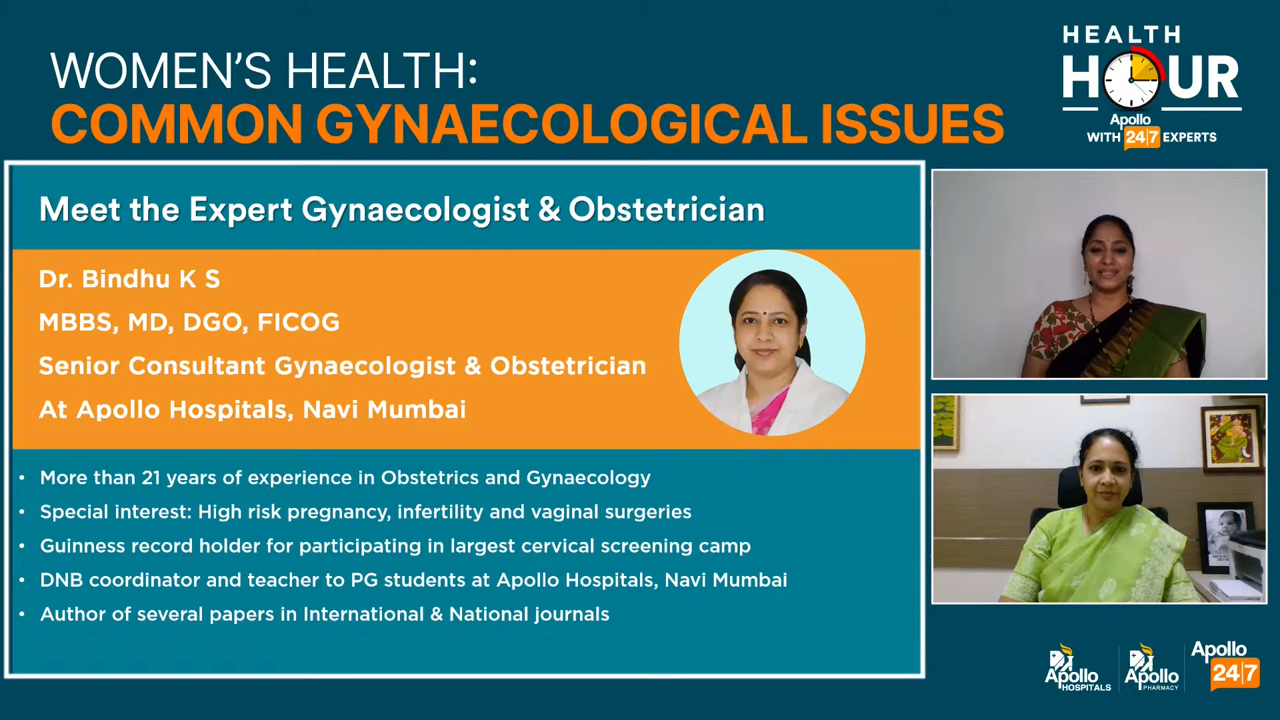 WOMEN'S HEALTH:
COMMON GYNAECOLOGICAL ISSUES
HEALTH
HOUR
Apollo
WITH 24|7 EXPERTS
Meet the Expert Gynaecologist & Obstetrician
Dr. Bindhu K S
MBBS, MD, DGO, FICOG
Senior Consultant Gynaecologist & Obstetrician
At Apollo Hospitals, Navi Mumbai
• More than 21 years of experience in Obstetrics and Gynaecology
• Special interest: High risk pregnancy, infertility and vaginal surgeries
• Guinness record holder for participating in largest cervical screening camp
• DNB coordinator and teacher to PG students at Apollo Hospitals, Navi Mumbai
• Author of several papers in International & National journals
Apollo
HOSPITALS
Apollo
PHARMACY
Apollo
24|7